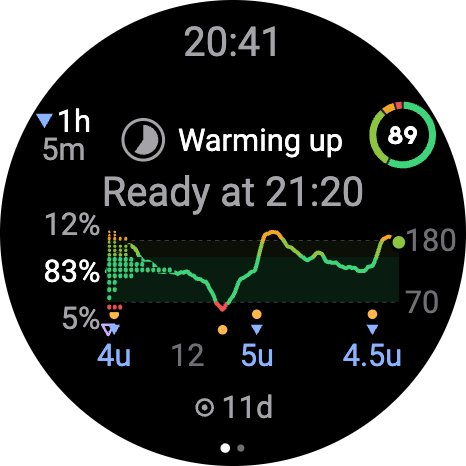 20:41
1h
5m
Warming up
89
Ready at 21:20
12%
83%
5%
180
70
4u 12 5u 4.5u
11d